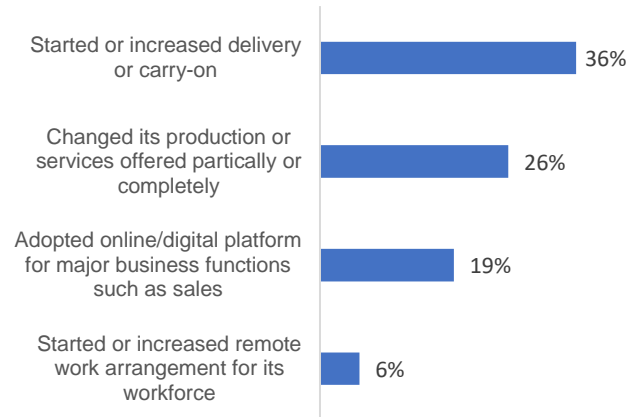 Started or increased delivery
or carry-on
36%
Changed its production or
services offered partically or
completely
26%
Adopted online/digital platform
for major business functions
such as sales
19%
Started or increased remote
work arrangement for its
workforce
6%